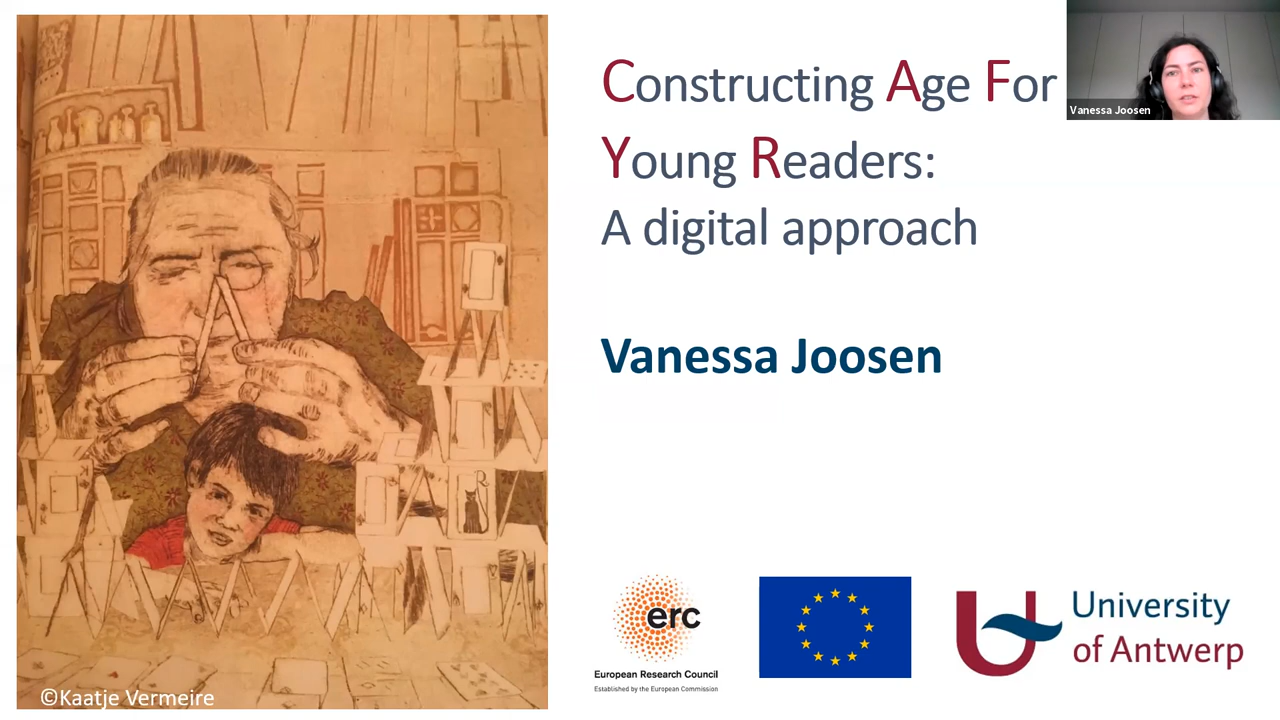 Constructing Age For
Young Readers:
A digital approach
Vanessa Joosen
Vanessa Joosen
erc
European Research Council
Established by the European Commission
University
of Antwerp
©Kaatje Vermeire
R
K